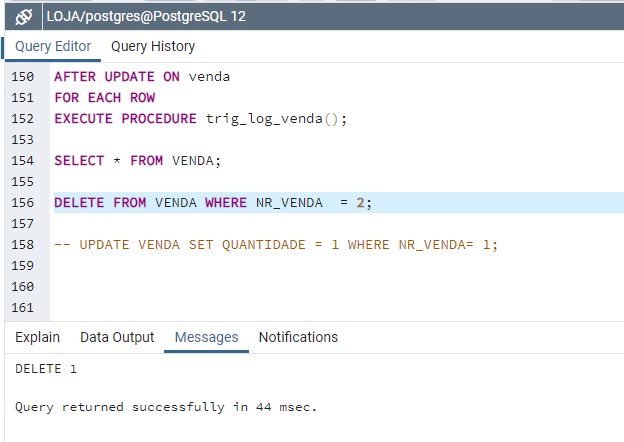 LOJA/postgres@PostgreSQL 12
Query Editor Query History
150 AFTER UPDATE ON venda
151 FOR EACH ROW
152 EXECUTE PROCEDURE trig_log_venda();
153
154 SELECT * FROM VENDA;
155
156 DELETE FROM VENDA WHERE NR_VENDA  = 2;
157
158 -- UPDATE VENDA SET QUANTIDADE = 1 WHERE NR_VENDA= 1;
159
160
161
Explain Data Output Messages Notifications
DELETE 1
Query returned successfully in 44 msec.